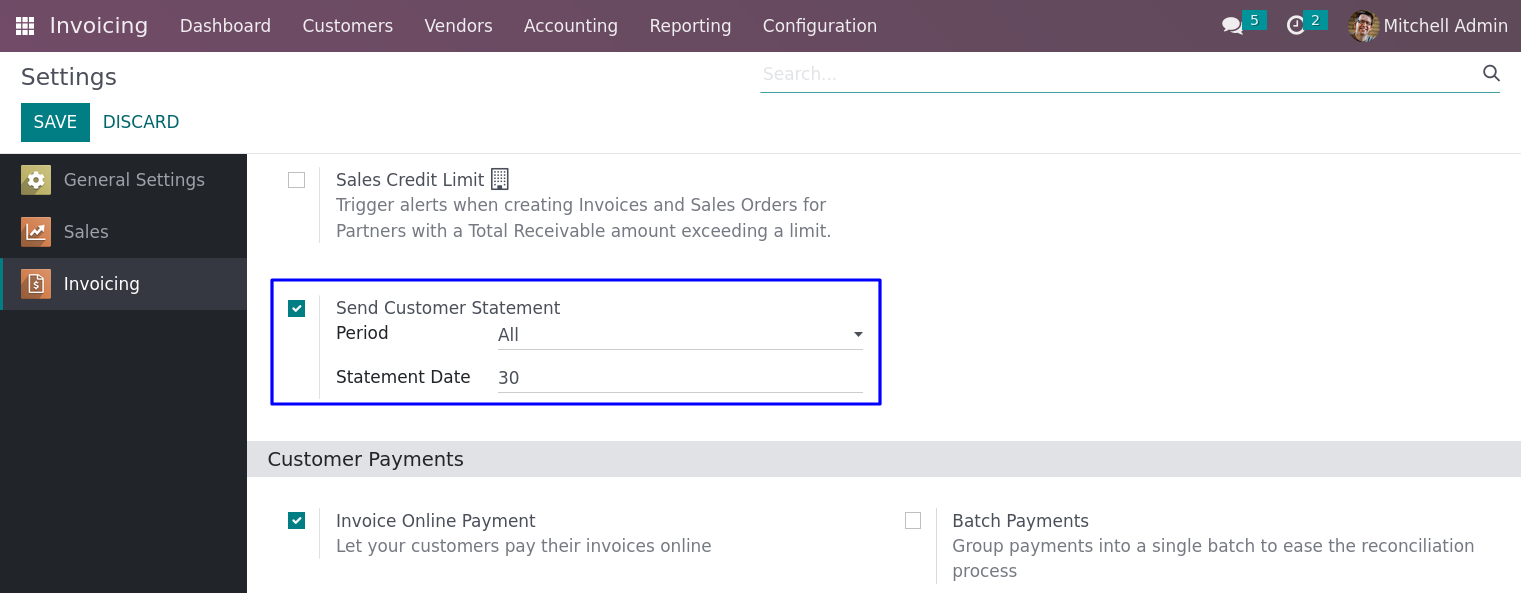 Invoicing Dashboard Customers Vendors Accounting Reporting Configuration 5 2 Mitchell Admin
Settings
Search...
SAVE DISCARD
General Settings
Sales
Invoicing
Sales Credit Limit
Trigger alerts when creating Invoices and Sales Orders for
Partners with a Total Receivable amount exceeding a limit.
Send Customer Statement
Period All
Statement Date 30
Customer Payments
Invoice Online Payment
Let your customers pay their invoices online
Batch Payments
Group payments into a single batch to ease the reconciliation
process